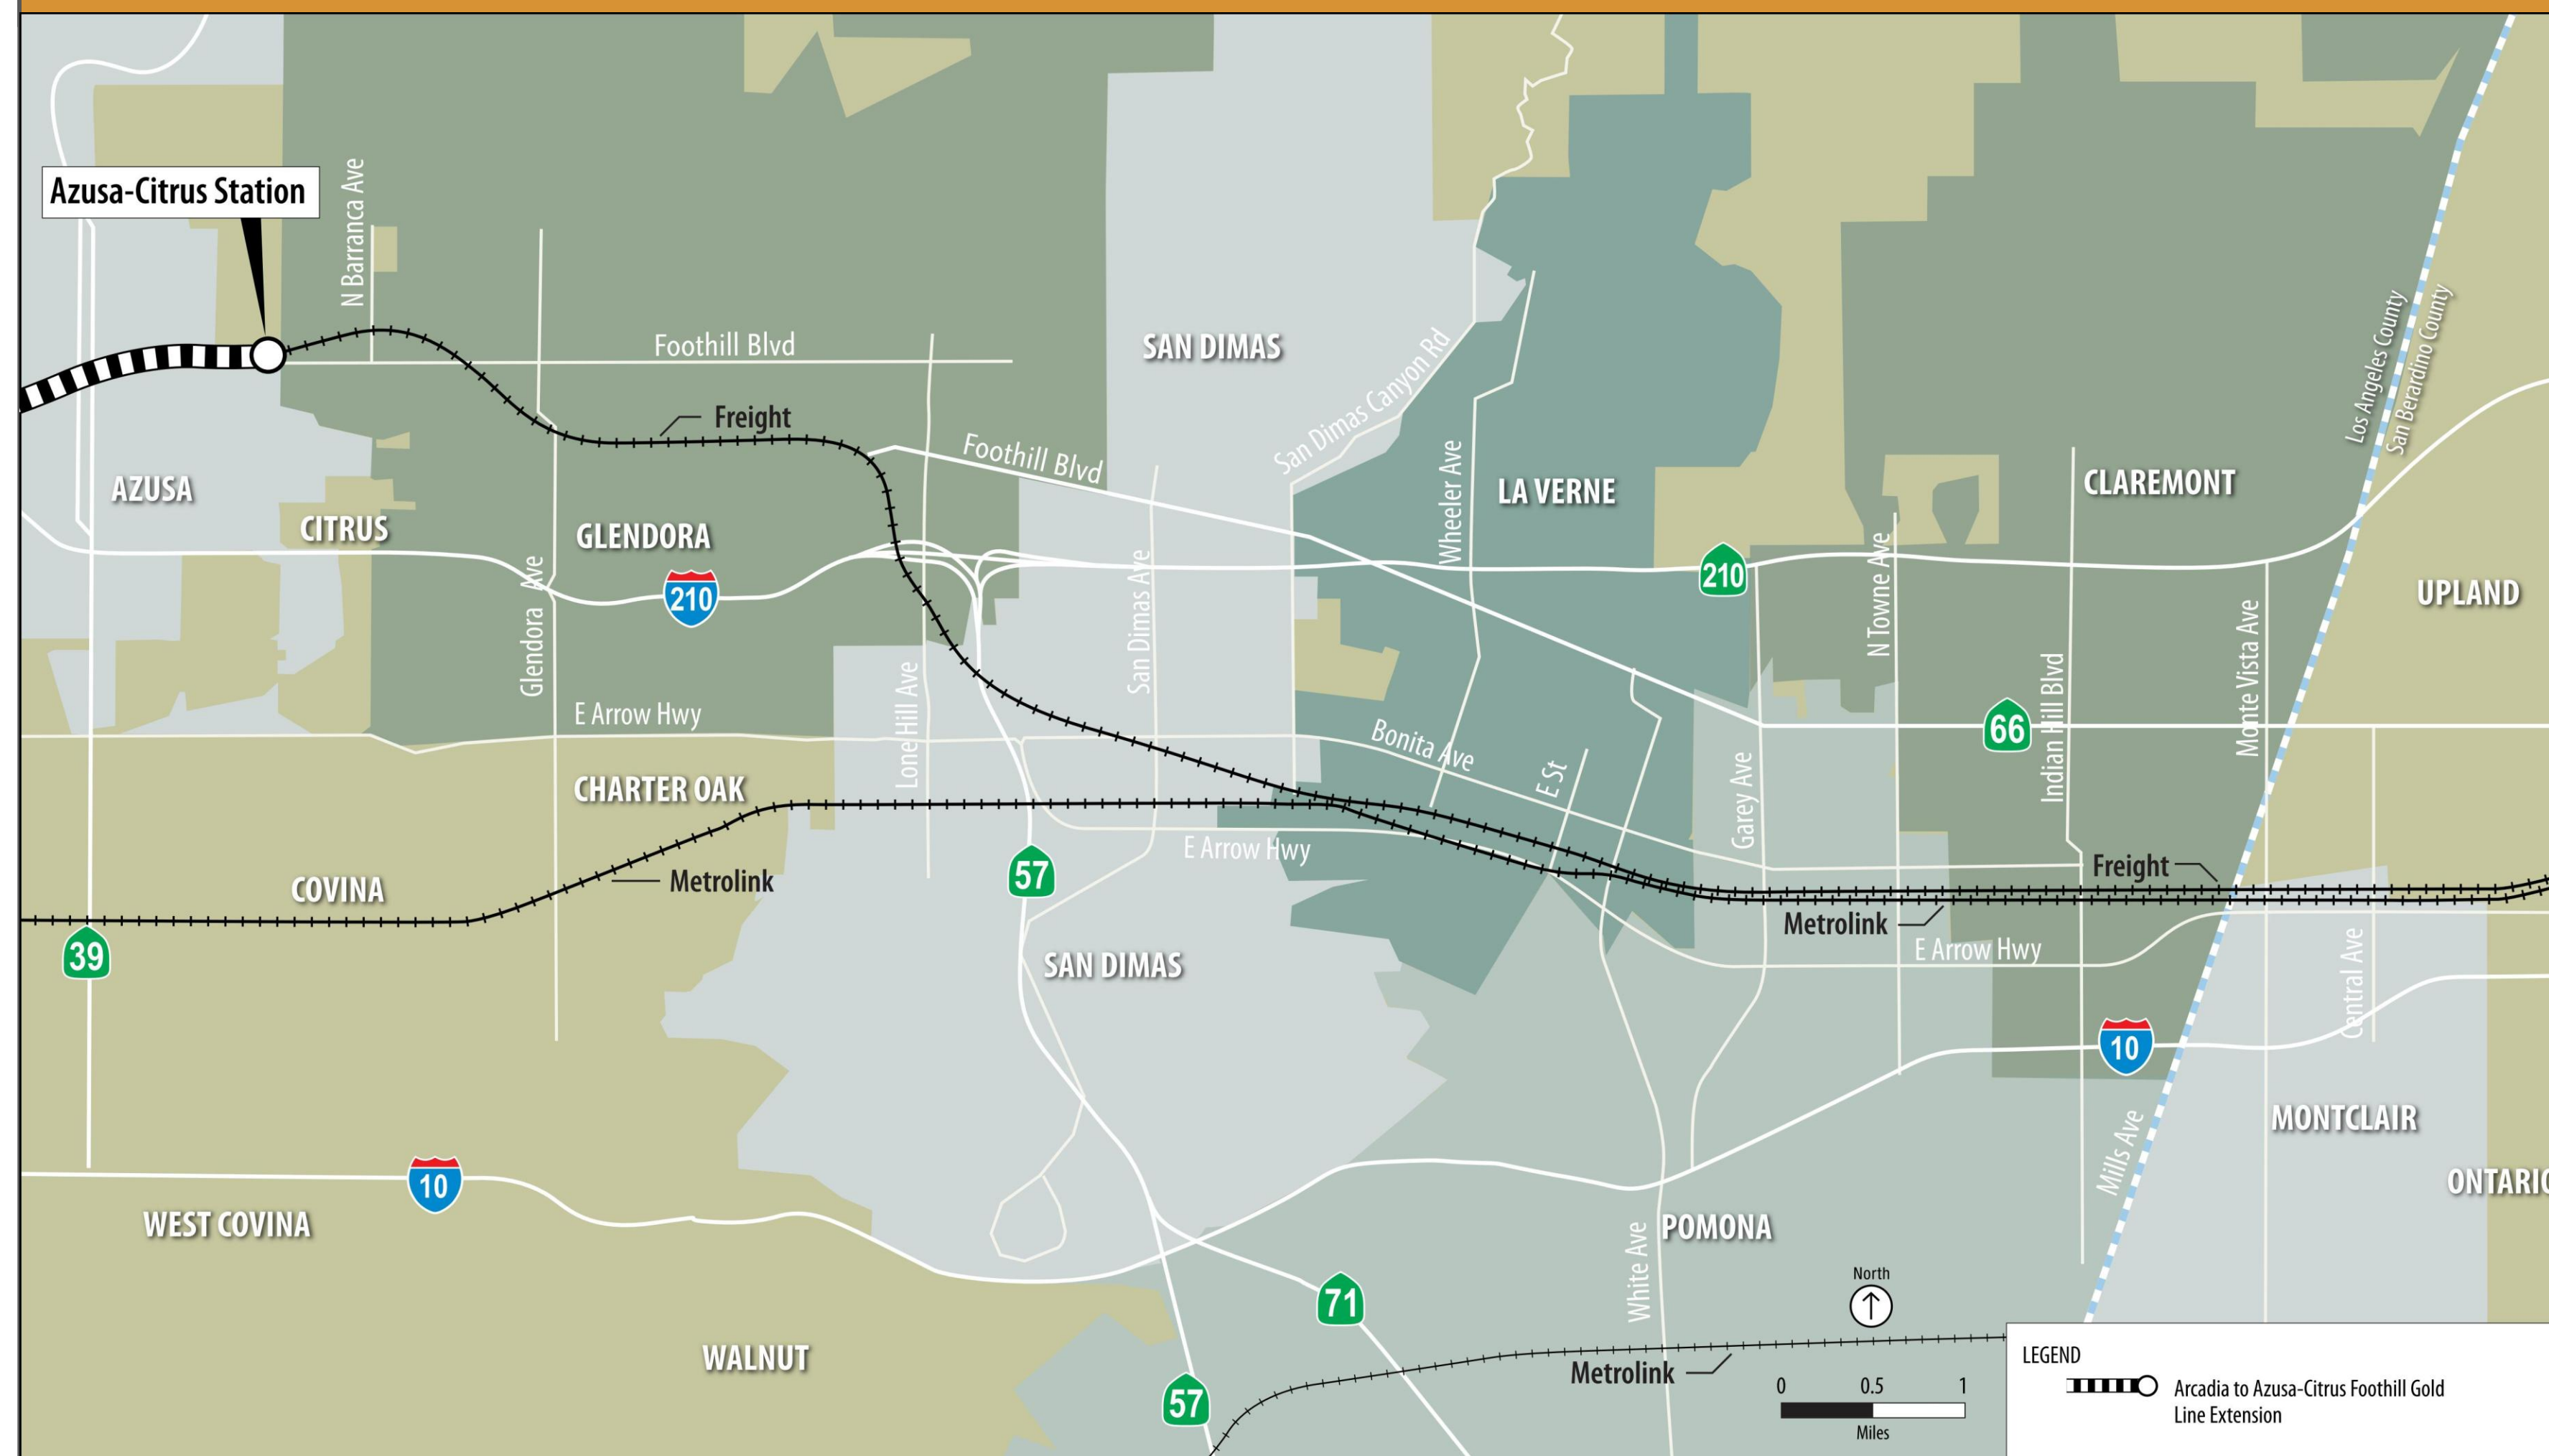 N Barranca Ave
Azusa-Citrus Station
Foothill Blvd
SAN DIMAS
San Dimas Canyon Rd
Los Angeles County
San Berardino County
Freight
Foothill Blvd
AZUSA
CITRUS
GLENDORA
Wheeler Ave
LA VERNE
CLAREMONT
210
210
San Dimas Ave
N Towne Ave
UPLAND
Glendora Ave
E Arrow Hwy
Lone Hill Ave
Bonita Ave
66
Indian Hill Blvd
Monte Vista Ave
CHARTER OAK
E St
Garey Ave
E Arrow Hwy
Freight
COVINA
Metrolink
57
Metrolink
E Arrow Hwy
39
SAN DIMAS
Central Ave
10
MONTCLAIR
Mills Ave
10
ONTARIO
WEST COVINA
White Ave
POMONA
North
71
WALNUT
Metrolink
57
0 0.5 1
Miles
LEGEND
Arcadia to Azusa-Citrus Foothill Gold
Line Extension